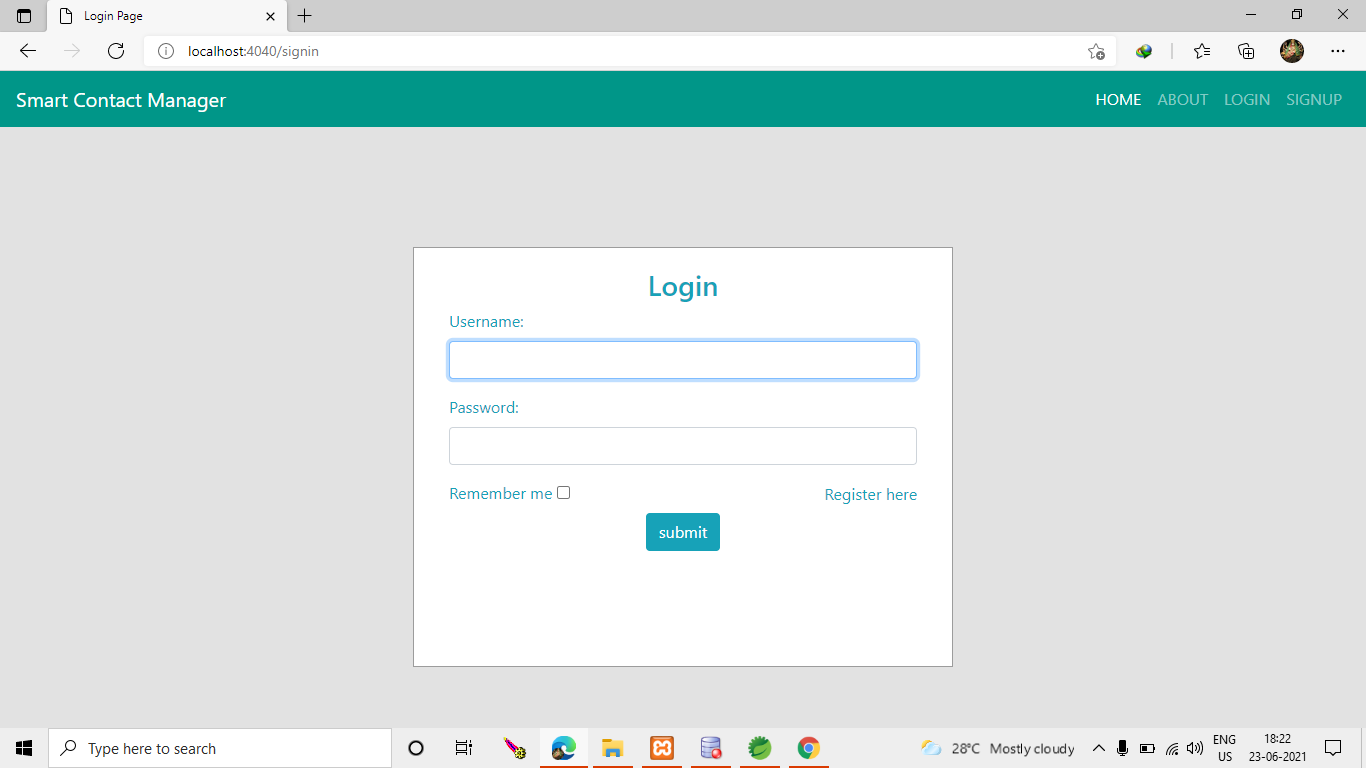 Login Page
localhost:4040/signin
Smart Contact Manager
HOME ABOUT LOGIN SIGNUP
Login
Username:
Password:
Remember me Register here
submit
Type here to search
28°C Mostly cloudy
ENG
US
18:22
23-06-2021